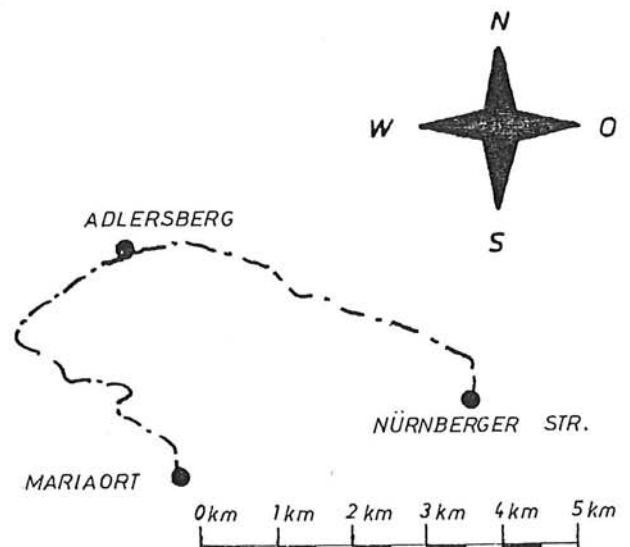 N
W O
S
ADLERSBERG
NÜRNBERGER STR.
MARIAORT
0km 1km 2km 3km 4km 5km